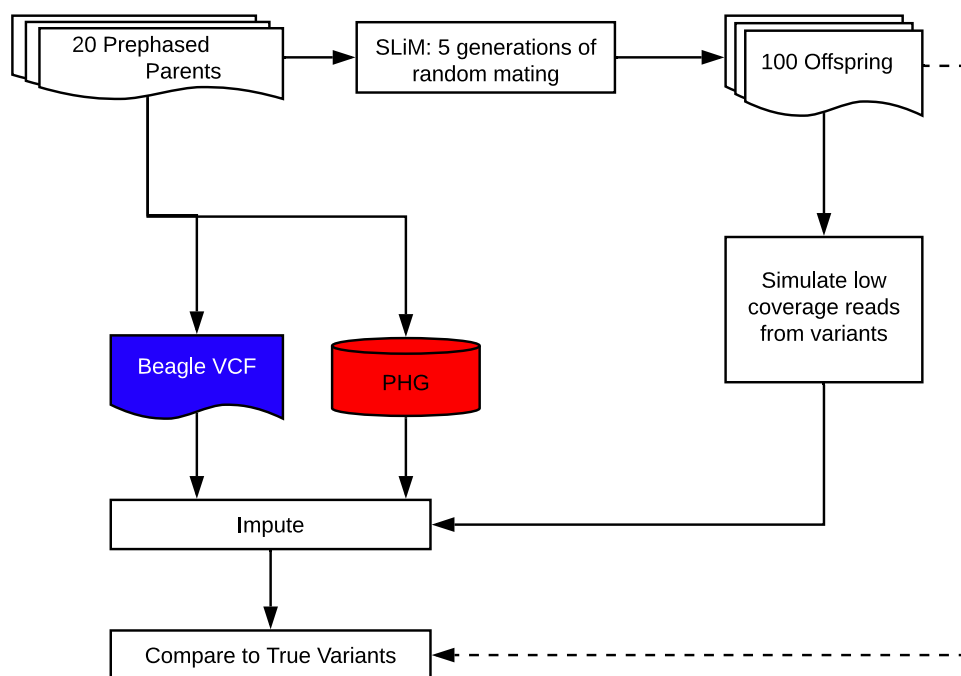 20 Prephased
Parents
SLiM: 5 generations of
random mating
100 Offspring
Simulate low
coverage reads
from variants
Beagle VCF
PHG
Impute
Compare to True Variants